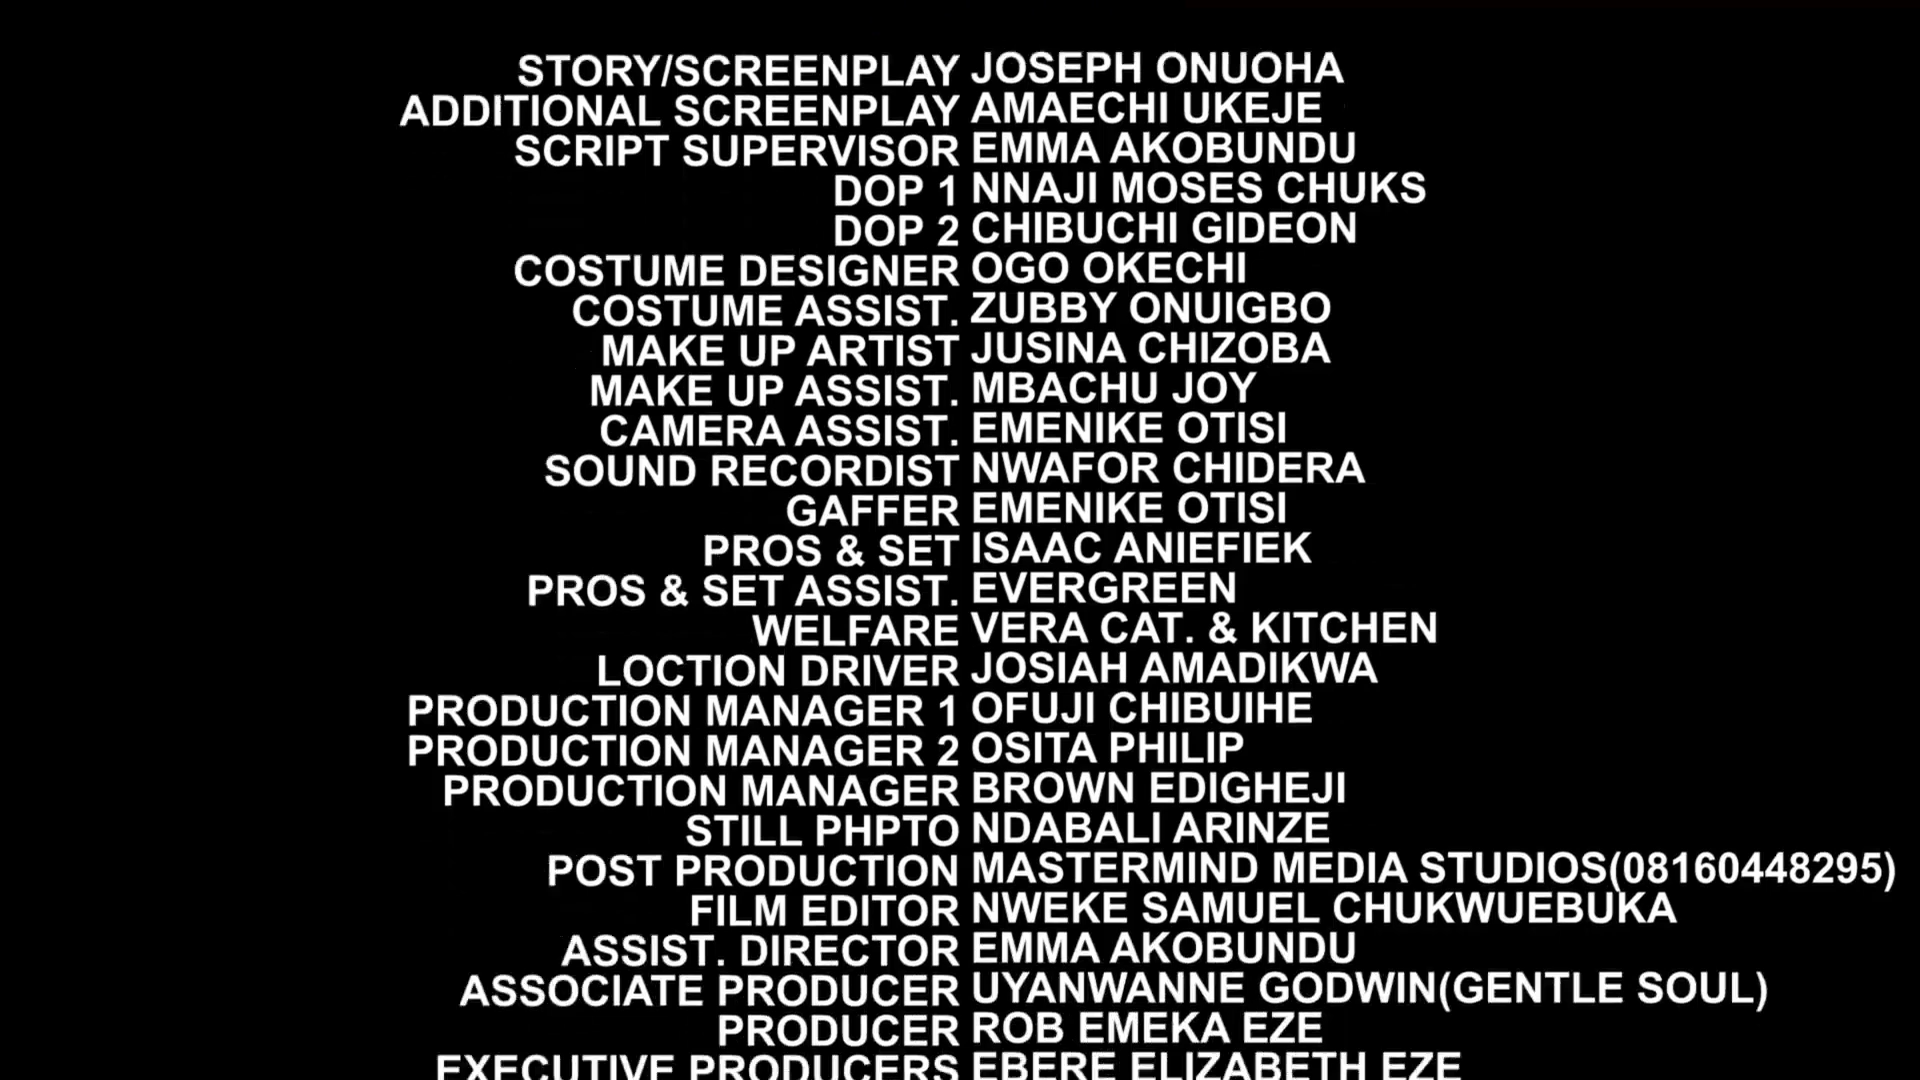 STORY/SCREENPLAY JOSEPH ONUOHA
ADDITIONAL SCREENPLAY AMAECHI UKEJE
SCRIPT SUPERVISOR EMMA AKOBUNDU
DOP 1 NNAJI MOSES CHUKS
DOP 2 CHIBUCHI GIDEON
COSTUME DESIGNER OGO OKECHI
COSTUME ASSIST. ZUBBY ONUIGBO
MAKE UP ARTIST JUSINA CHIZOBA
MAKE UP ASSIST. MBACHU JOY
CAMERA ASSIST. EMENIKE OTISI
SOUND RECORDIST NWAFOR CHIDERA
GAFFER EMENIKE OTISI
PROS & SET ISAAC ANIEFIEK
PROS & SET ASSIST. EVERGREEN
WELFARE VERA CAT. & KITCHEN
LOCTION DRIVER JOSIAH AMADIKWA
PRODUCTION MANAGER 1 OFUJI CHIBUIHE
PRODUCTION MANAGER 2 OSITA PHILIP
PRODUCTION MANAGER BROWN EDIGHEJI
STILL PHPTO NDABALI ARINZE
POST PRODUCTION MASTERMIND MEDIA STUDIOS(08160448295)
FILM EDITOR NWEKE SAMUEL CHUKWUEBUKA
ASSIST. DIRECTOR EMMA AKOBUNDU
ASSOCIATE PRODUCER UYANWANNE GODWIN(GENTLE SOUL)
PRODUCER ROB EMEKA EZE
EXECUTIVE PRODUCERS EBERE ELIZABETH EZE